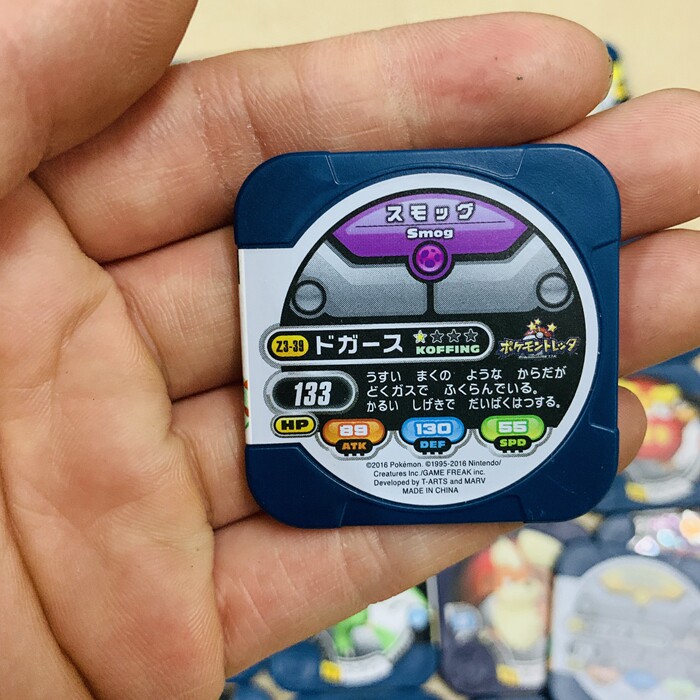 スモッグ
Smog
Z3-39 ドガース
KOFFING
ポケモントレッタ
133
うすい まくの ような からだが
どくガスで ふくらんでいる。
かるい しげきで だいばくはつする。
HP 89 130 55
ATK DEF SPD
©2016 Pokémon. ©1995-2016 Nintendo/
Creatures Inc./GAME FREAK inc.
Developed by T-ARTS and MARV
MADE IN CHINA